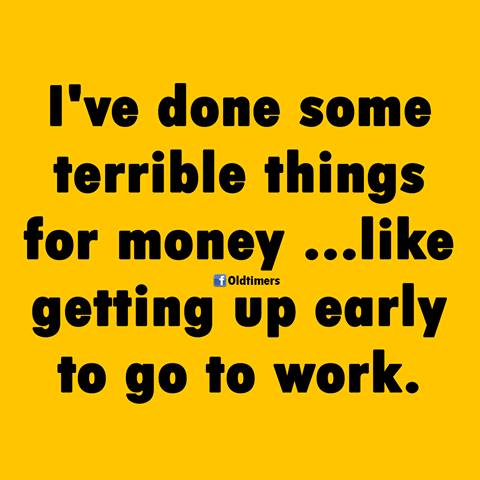 I've done some
terrible things
for money ...like
Oldtimers
getting up early
to go to work.